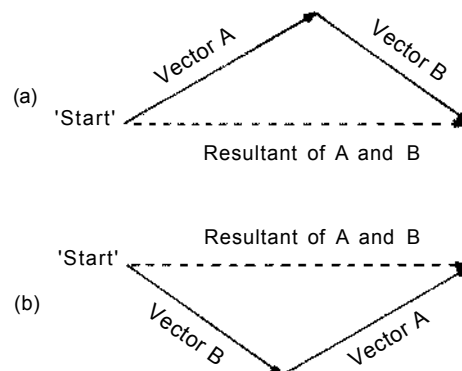 Vector A
Vector B
(a)
'Start'
Resultant of A and B
Resultant of A and B
'Start'
(b)
Vector B
Vector A